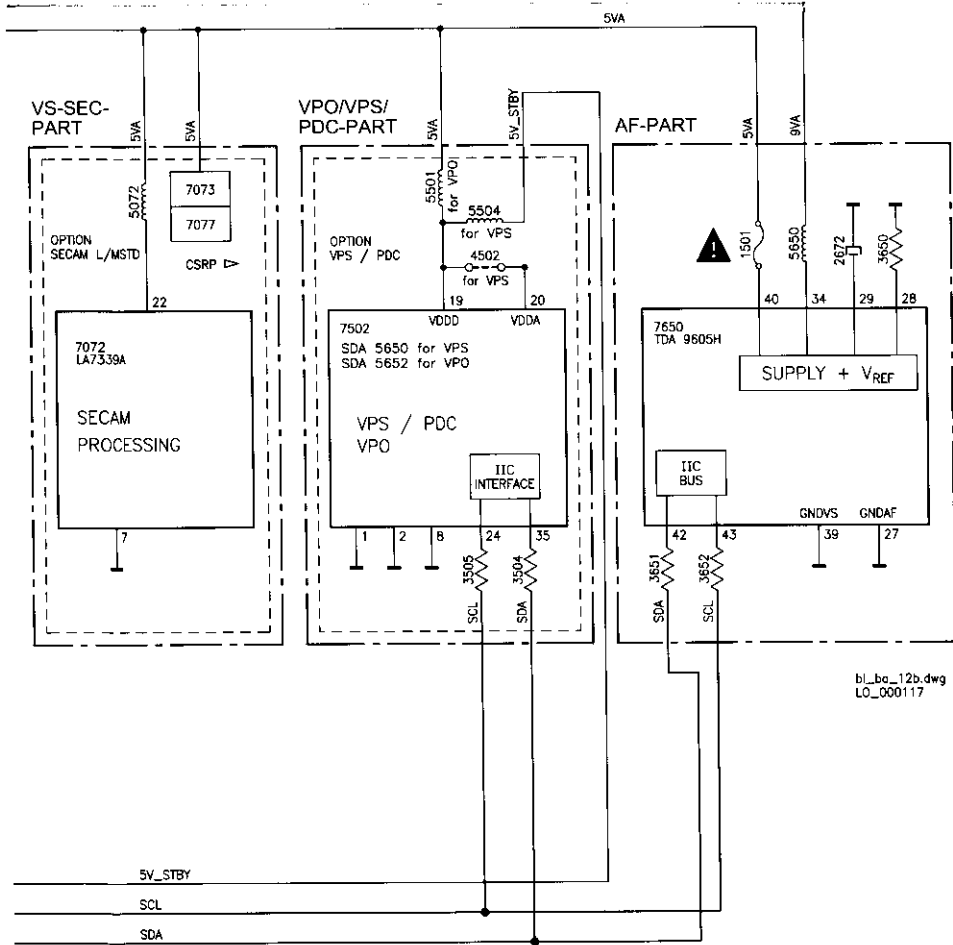 5VA
VS-SEC-
PART
5VA
5VA
5072
7073
7077
OPTION
SECAM L/MSTD
CSRP
22
7072
LA7339A
SECAM
PROCESSING
7
VPO/VPS/
PDC-PART
5VA
5V_STBY
5501
for VPO
5504
for VPS
OPTION
VPS / PDC
4502
for VPS
19
20
VDDD
VDDA
7502
SDA 5650 for VPS
SDA 5652 for VPO
VPS / PDC
VPO
IIC
INTERFACE
1
2
8
24
35
3505
3504
SCL
SDA
AF-PART
5VA
9VA
!
1501
5650
2672
3650
40
34
29
28
7650
TDA 9605H
SUPPLY + VREF
IIC
BUS
GNDVS
GNDAF
42
43
39
27
3651
3652
SDA
SCL
bl_ba_12b.dwg
LO_000117
5V_STBY
SCL
SDA